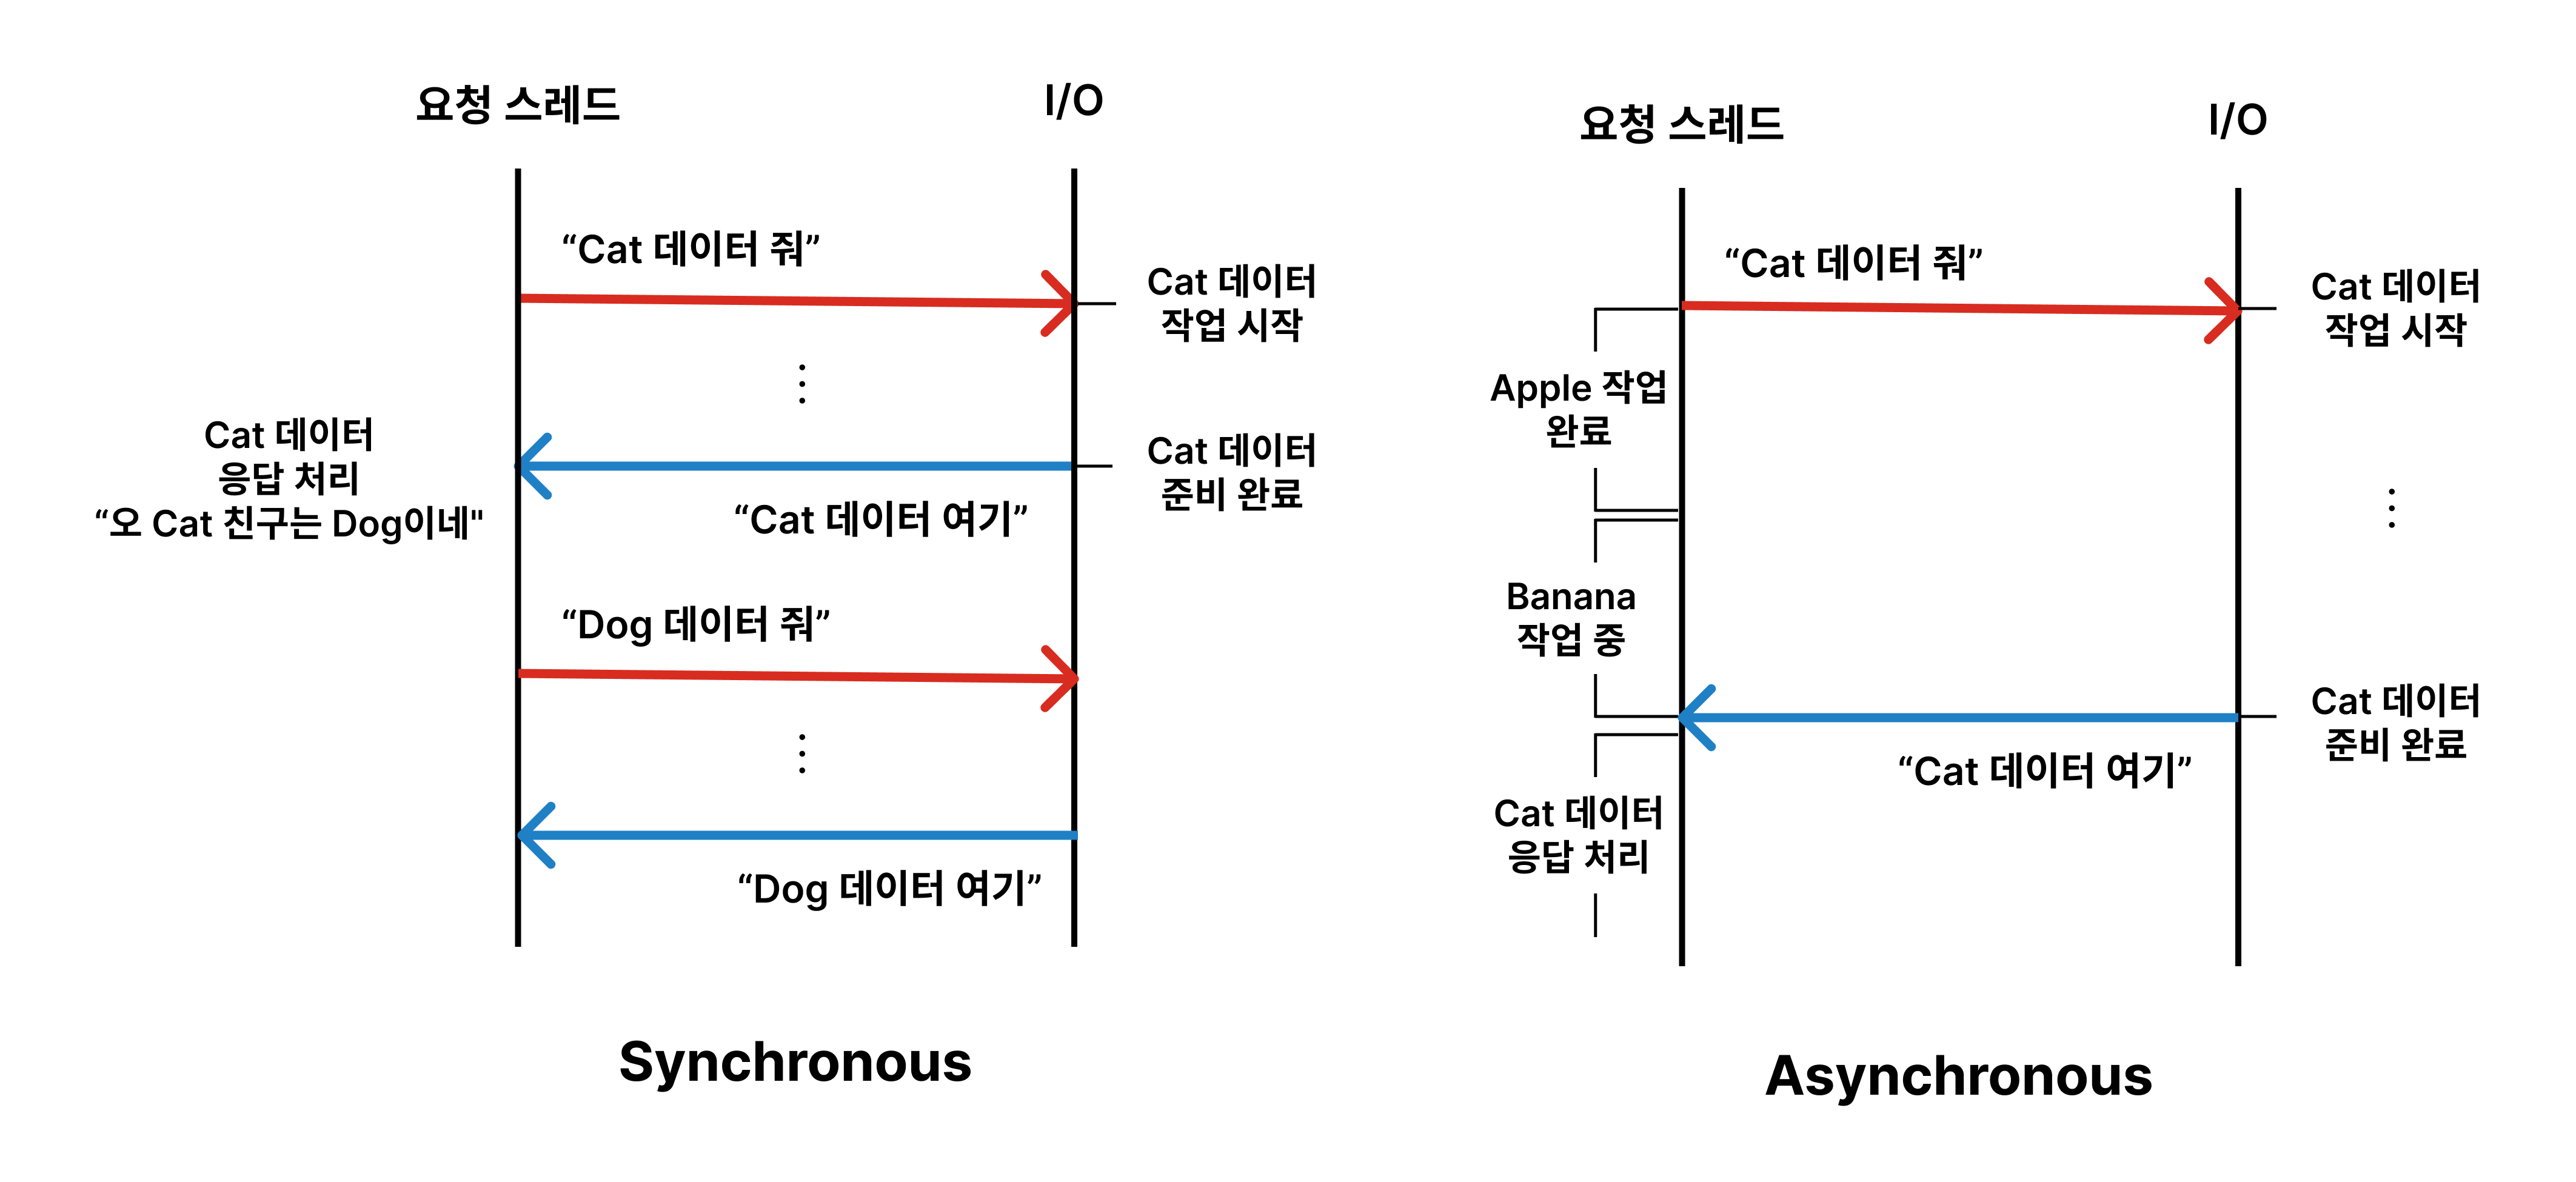 요청 스레드
I/O
“Cat 데이터 줘”
Cat 데이터
작업 시작
Cat 데이터
응답 처리
“오 Cat 친구는 Dog이네"
Cat 데이터
준비 완료
“Cat 데이터 여기”
“Dog 데이터 줘”
“Dog 데이터 여기”
Synchronous
요청 스레드
I/O
“Cat 데이터 줘”
Cat 데이터
작업 시작
Apple 작업
완료
Banana
작업 중
Cat 데이터
준비 완료
“Cat 데이터 여기”
Cat 데이터
응답 처리
Asynchronous